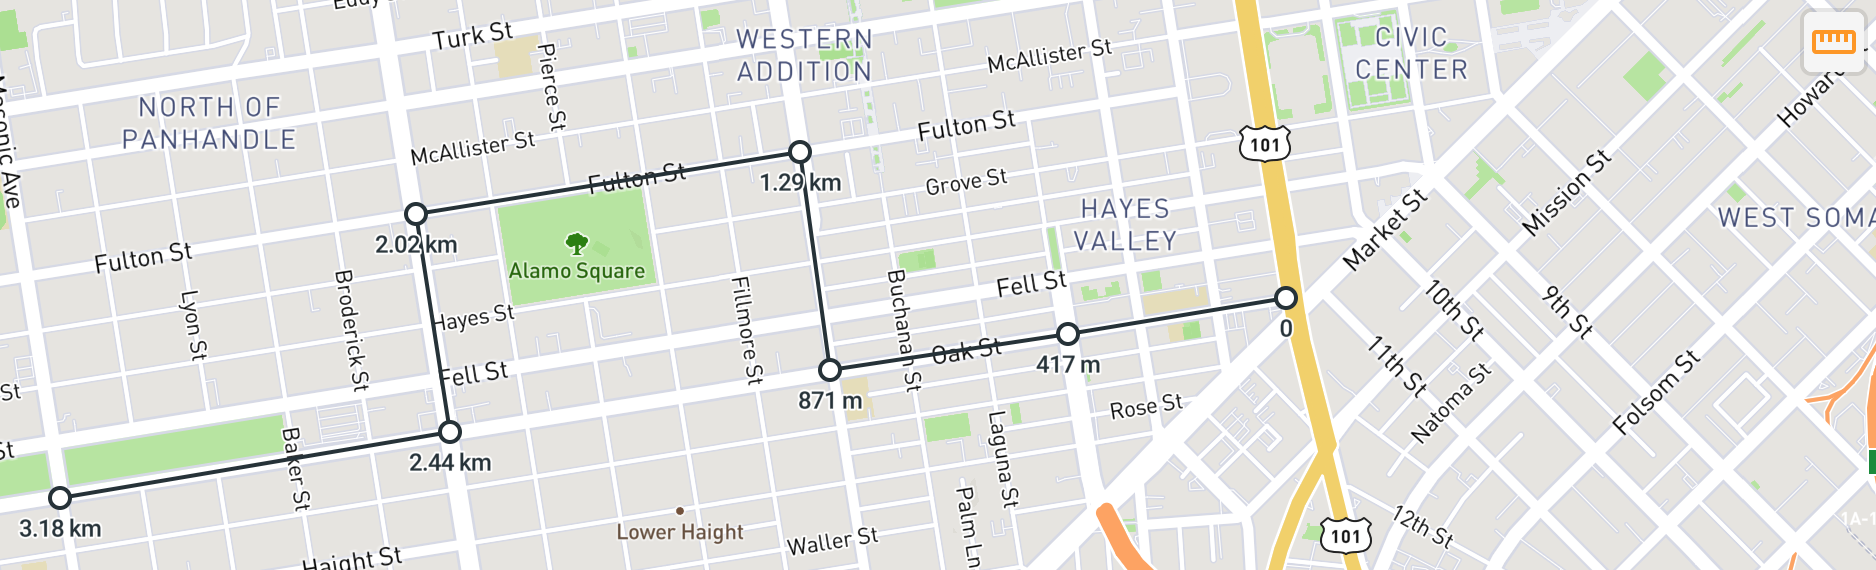 Turk St
Pierce St
WESTERN
ADDITION
McAllister St
CIVIC
CENTER
Howard
NORTH OF
PANHANDLE
Masonic Ave
McAllister St
Fulton St
101
Fulton St
1.29 km
Grove St
Mission St
Market St
HAYES
VALLEY
WEST SOMA
2.02 km
Fulton St
Alamo Square
Lyon St
Broderick St
Hayes St
Fillmore St
Buchanan St
Fell St
0
10th St
9th St
11th St
Oak St
417 m
Fell St
871 m
Rose St
Natoma St
Folsom St
St
St
Baker St
2.44 km
Laguna St
3.18 km
Lower Haight
Palm Ln
Waller St
Haight St
101
12th St